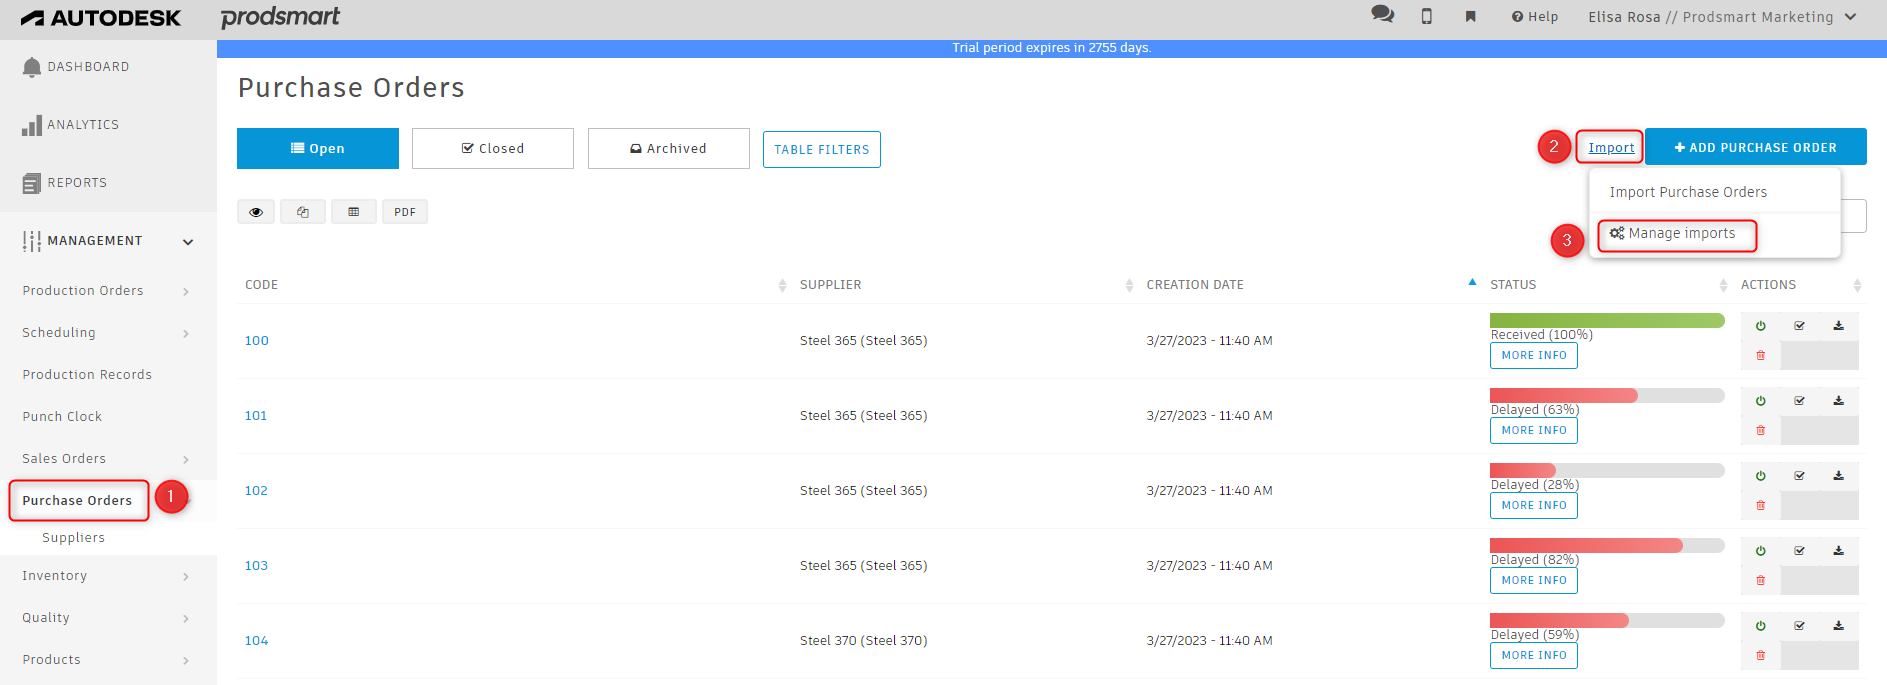 AUTODESK prodsmart
Help Elisa Rosa // Prodsmart Marketing
Trial period expires in 2755 days.
DASHBOARD
ANALYTICS
REPORTS
MANAGEMENT
Production Orders
Scheduling
Production Records
Punch Clock
Sales Orders
Purchase Orders 1
Suppliers
Inventory
Quality
Products
Purchase Orders
Open Closed Archived TABLE FILTERS
2 Import + ADD PURCHASE ORDER
Import Purchase Orders
3 Manage imports
PDF
CODE SUPPLIER CREATION DATE STATUS ACTIONS
100 Steel 365 (Steel 365) 3/27/2023 - 11:40 AM Received (100%)
MORE INFO
101 Steel 365 (Steel 365) 3/27/2023 - 11:40 AM Delayed (63%)
MORE INFO
102 Steel 365 (Steel 365) 3/27/2023 - 11:40 AM Delayed (28%)
MORE INFO
103 Steel 365 (Steel 365) 3/27/2023 - 11:40 AM Delayed (82%)
MORE INFO
104 Steel 370 (Steel 370) 3/27/2023 - 11:40 AM Delayed (59%)
MORE INFO